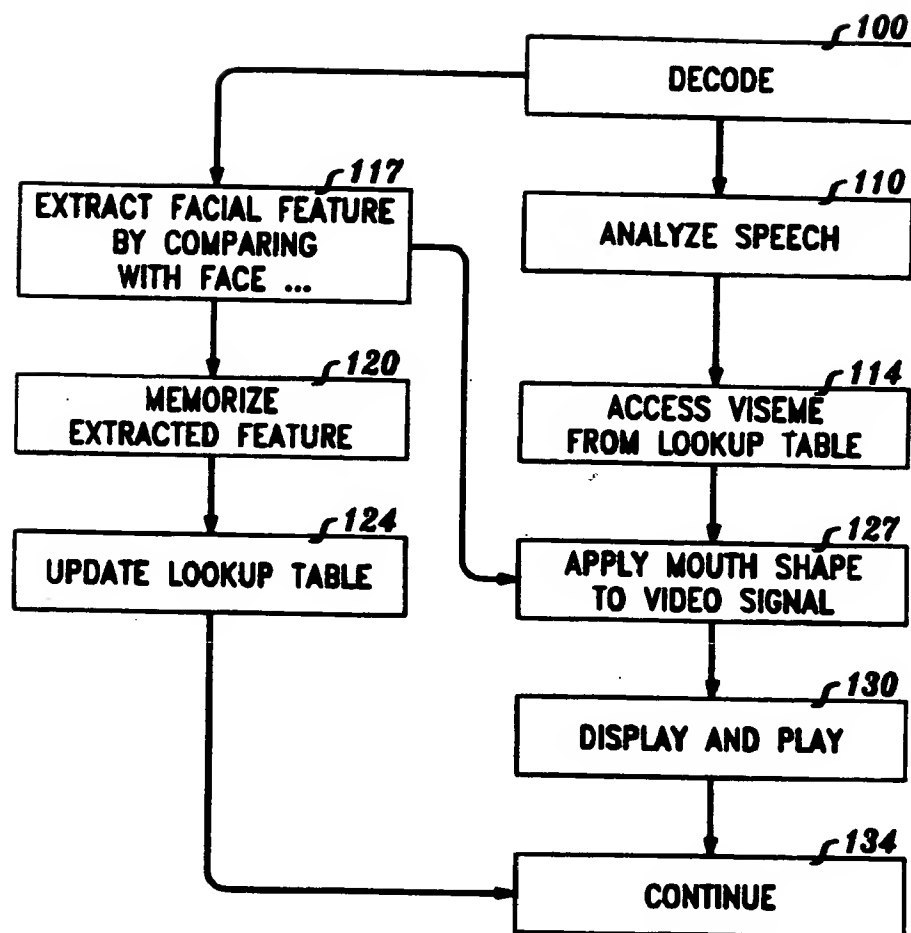 100
DECODE
117
EXTRACT FACIAL FEATURE
BY COMPARING
WITH FACE ...
110
ANALYZE SPEECH
120
MEMORIZE
EXTRACTED FEATURE
114
ACCESS VISEME
FROM LOOKUP TABLE
124
UPDATE LOOKUP TABLE
127
APPLY MOUTH SHAPE
TO VIDEO SIGNAL
130
DISPLAY AND PLAY
134
CONTINUE